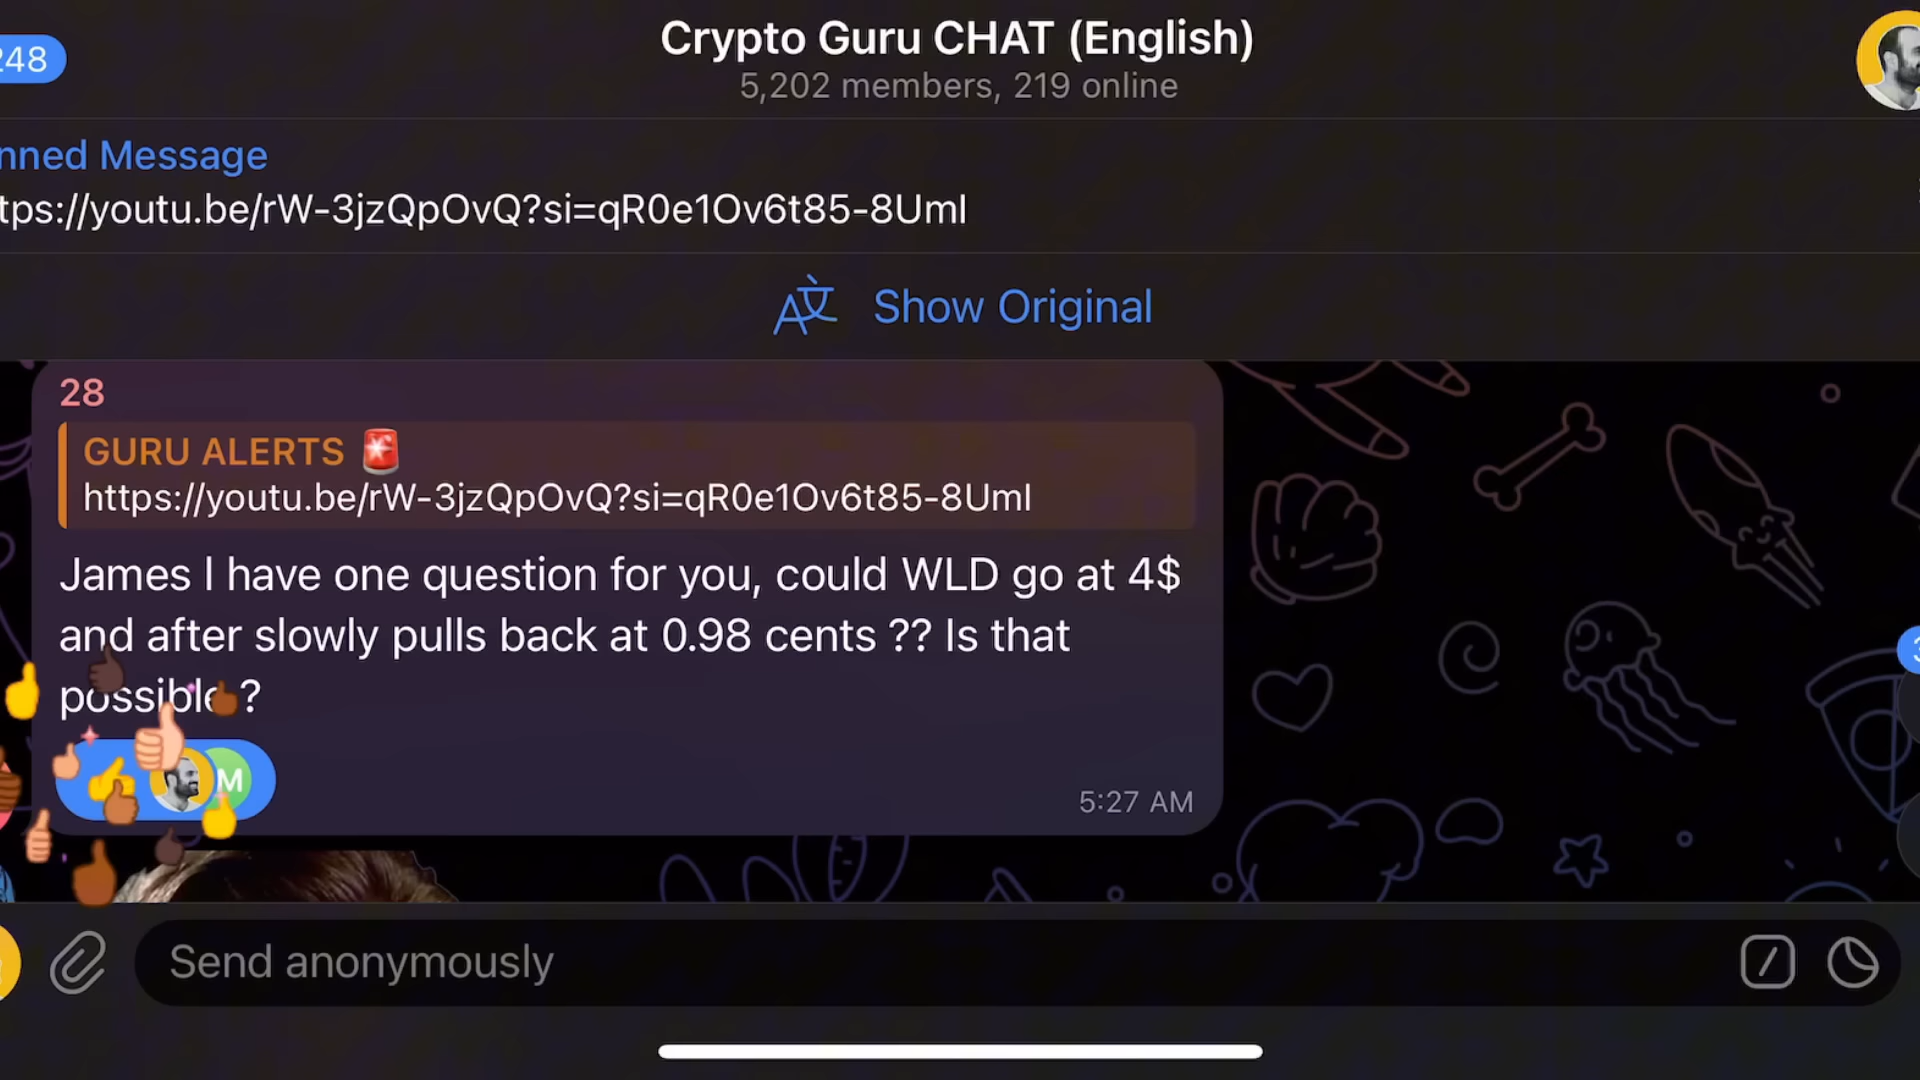 248
Crypto Guru CHAT (English)
5,202 members, 219 online
nned Message
tps://youtu.be/rW-3jzQpOvQ?si=qR0e1Ov6t85-8UmI
Show Original
28
GURU ALERTS
https://youtu.be/rW-3jzQpOvQ?si=qR0e1Ov6t85-8UmI
James I have one question for you, could WLD go at 4$
and after slowly pulls back at 0.98 cents ?? Is that
possible ?
M
5:27 AM
Send anonymously